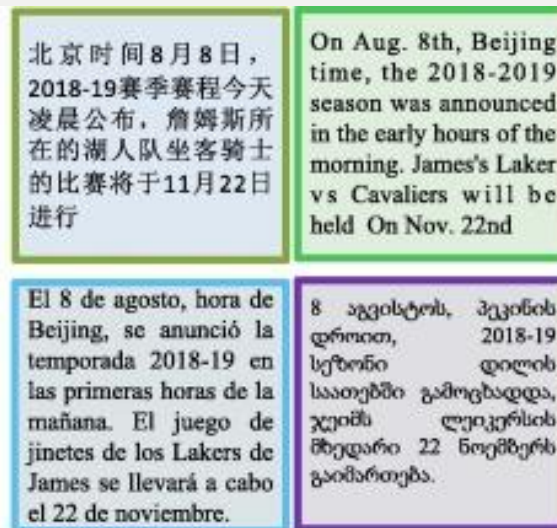 北京时间8月8日，
2018-19赛季赛程今天
凌晨公布，詹姆斯所
在的湖人队坐客骑士
的比赛将于11月22日
进行
On Aug. 8th, Beijing
time, the 2018-2019
season was announced
in the early hours of the
morning. James's Laker
vs Cavaliers will be
held On Nov. 22nd
El 8 de agosto, hora de
Beijing, se anunció la
temporada 2018-19 en
las primeras horas de la
mañana. El juego de
jinetes de los Lakers de
James se llevará a cabo
el 22 de noviembre.
8 აგვისტოს, პეკინის
დროით, 2018-19
სეზონი დილის
საათებში გამოცხადდა,
ჯეიმს ლეიკერსის
მხედარი 22 ნოემბერს
გაიმართება.